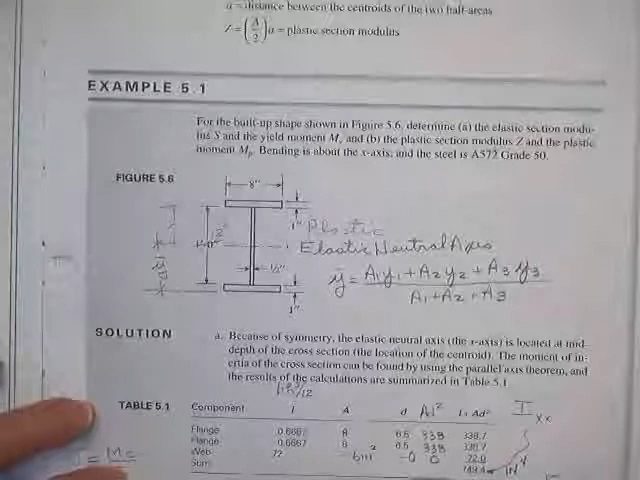 a = distance between the centroids of the two half-areas
Z = (A/2) a = plastic section modulus
EXAMPLE 5.1
For the built-up shape shown in Figure 5.6, determine (a) the elastic section modu-
lus S and the yield moment My and (b) the plastic section modulus Z and the plastic
moment Mp. Bending is about the x-axis, and the steel is A572 Grade 50.
FIGURE 5.6
8"
1"
Plastic
12"
Elastic Neutral Axis
ȳ
½"
ȳ = A1y1 + A2y2 + A3y3
A1 + A2 + A3
1"
SOLUTION
a. Because of symmetry, the elastic neutral axis (the x-axis) is located at mid-
depth of the cross section (the location of the centroid). The moment of in-
ertia of the cross section can be found by using the parallel axis theorem, and
the results of the calculations are summarized in Table 5.1
bh³/12
TABLE 5.1 Component I A d Ad² I + Ad² Ixx
Flange 0.6667 8 6.5 338 338.7
Flange 0.6667 8 6.5 338 338.7
Web 72 6in² 0 0 72.0
Sum 749.4 IN⁴
= Mc